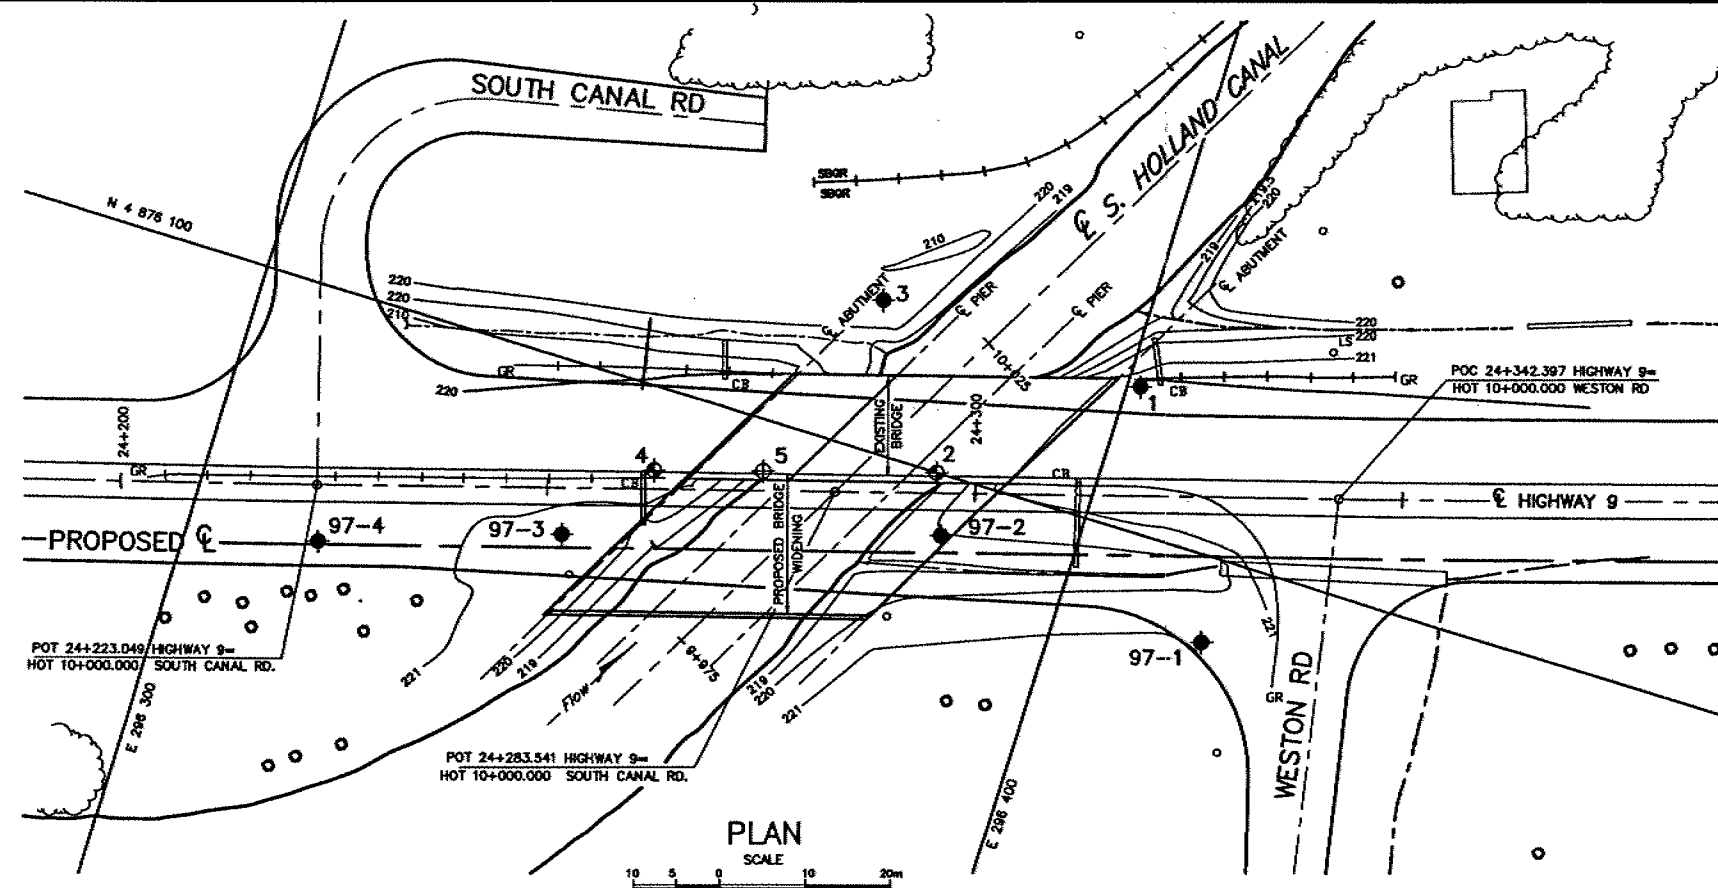 SOUTH CANAL RD
℄ S. HOLLAND CANAL
SBGR
SBGR
N 4 876 100
220
219
219.5
220
219
210
℄ ABUTMENT
℄ ABUTMENT
3
℄ PIER
℄ PIER
220
220
210
220
220
LS
221
10+025
GR
CB
220
GR
CB
1
POC 24+342.397 HIGHWAY 9=
HOT 10+000.000 WESTON RD
24+200
EXISTING
BRIDGE
24+300
GR
4
5
2
CB
CB
℄ HIGHWAY 9
PROPOSED ℄
97-4
97-3
97-2
PROPOSED BRIDGE
WIDENING
221
97-1
POT 24+223.049 HIGHWAY 9=
HOT 10+000.000 SOUTH CANAL RD.
221
220
219
Flow
9+975
219
220
221
GR
WESTON RD
E 296 300
POT 24+283.541 HIGHWAY 9=
HOT 10+000.000 SOUTH CANAL RD.
E 296 400
PLAN
SCALE
10 5 0 10 20m